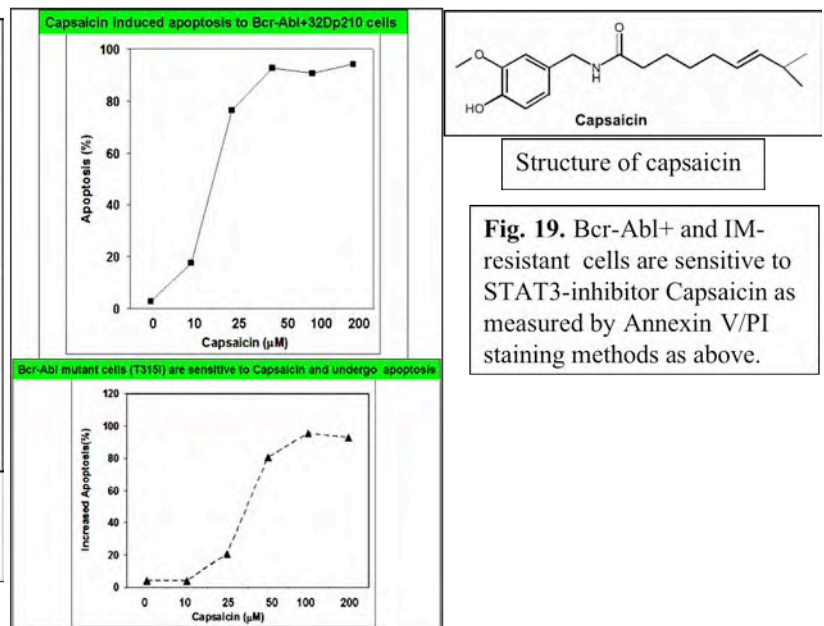 Capsaicin induced apoptosis to Bcr-Abl+32Dp210 cells
100
80
60
40
20
0
Apoptosis (%)
0 10 25 50 100 200
Capsaicin (μM)
Bcr-Abl mutant cells (T315I) are sensitive to Capsaicin and undergo apoptosis
120
100
80
60
40
20
0
Increased Apoptosis(%)
0 10 25 50 100 200
Capsaicin (μM)
O
O
N
H
HO
Capsaicin
Structure of capsaicin
Fig. 19. Bcr-Abl+ and IM-
resistant cells are sensitive to
STAT3-inhibitor Capsaicin as
measured by Annexin V/PI
staining methods as above.